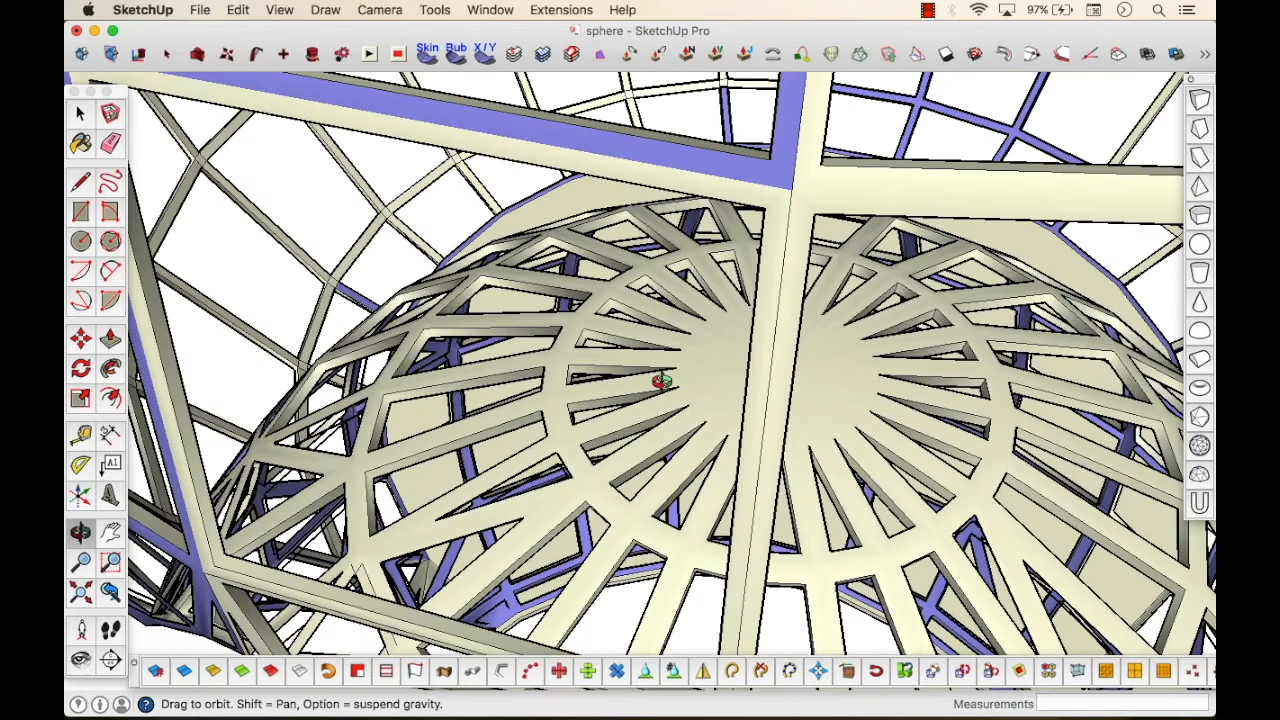 SketchUp File Edit View Draw Camera Tools Window Extensions Help 97%
sphere - SketchUp Pro
Skin Bub X/Y
N V J
A1
Drag to orbit. Shift = Pan, Option = suspend gravity. Measurements